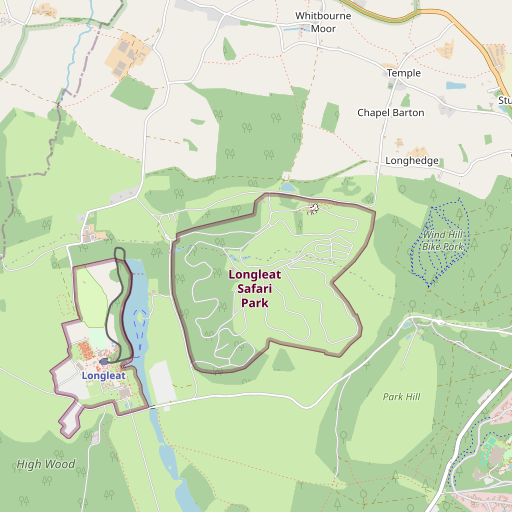 Whitbourne
Moor
Temple
Stu
Chapel Barton
Longhedge
Wind Hill
Bike Park
Longleat
Safari
Park
Longleat
Park Hill
High Wood